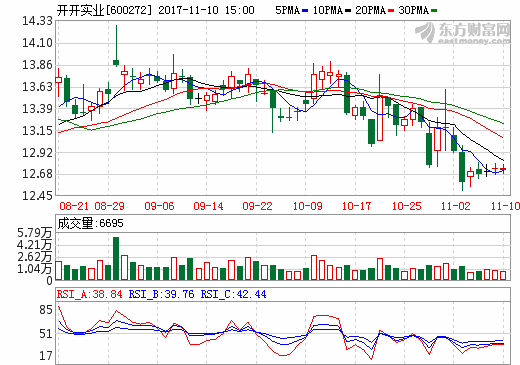 开开实业[600272] 2017-11-10 15:00 5PMA 10PMA 20PMA 30PMA
东方财富网
eastmoney.com
14.33
14.10
13.86
13.63
13.39
13.15
12.92
12.68
12.45
08-21 08-29 09-06 09-14 09-22 10-09 10-17 10-25 11-02 11-10
成交量:6695
5.79万
4.21万
2.62万
1.04万
0
RSI_A:38.84 RSI_B:39.76 RSI_C:42.44
85
51
17